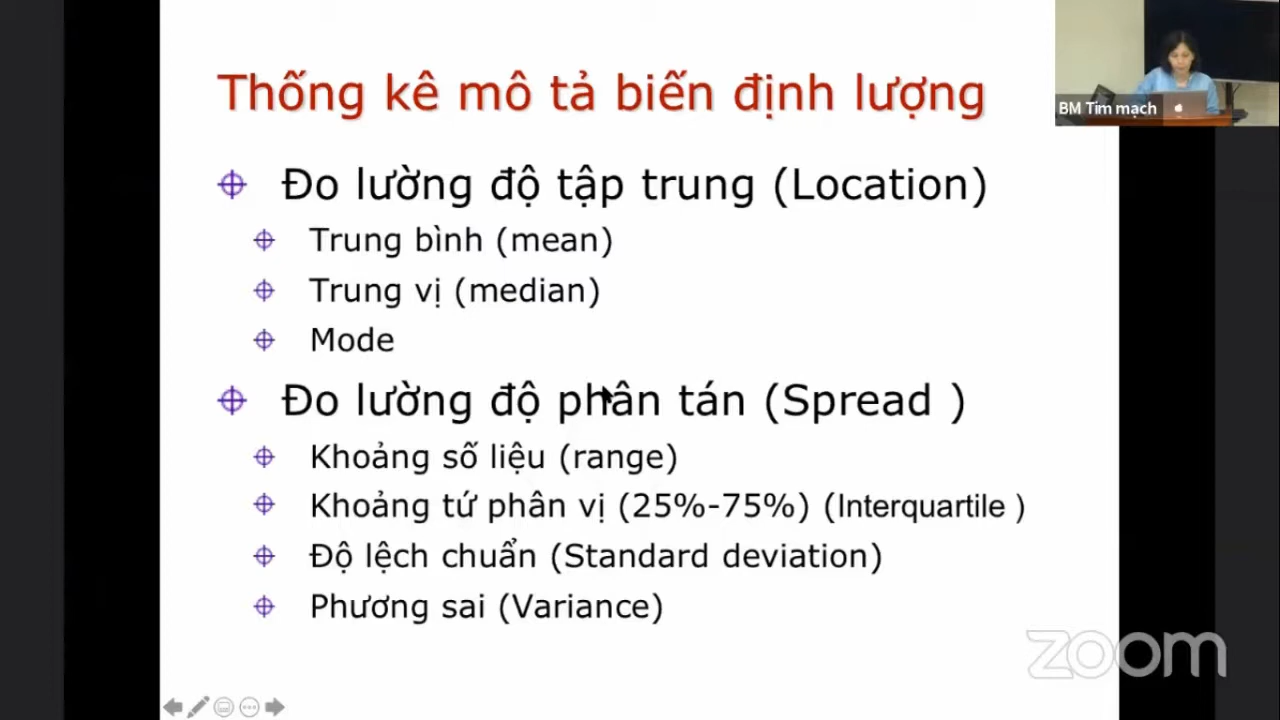 Thống kê mô tả biến định lượng
BM Tim mạch
Đo lường độ tập trung (Location)
Trung bình (mean)
Trung vị (median)
Mode
Đo lường độ phân tán (Spread )
Khoảng số liệu (range)
Khoảng tứ phân vị (25%-75%) (Interquartile )
Độ lệch chuẩn (Standard deviation)
Phương sai (Variance)
zoom